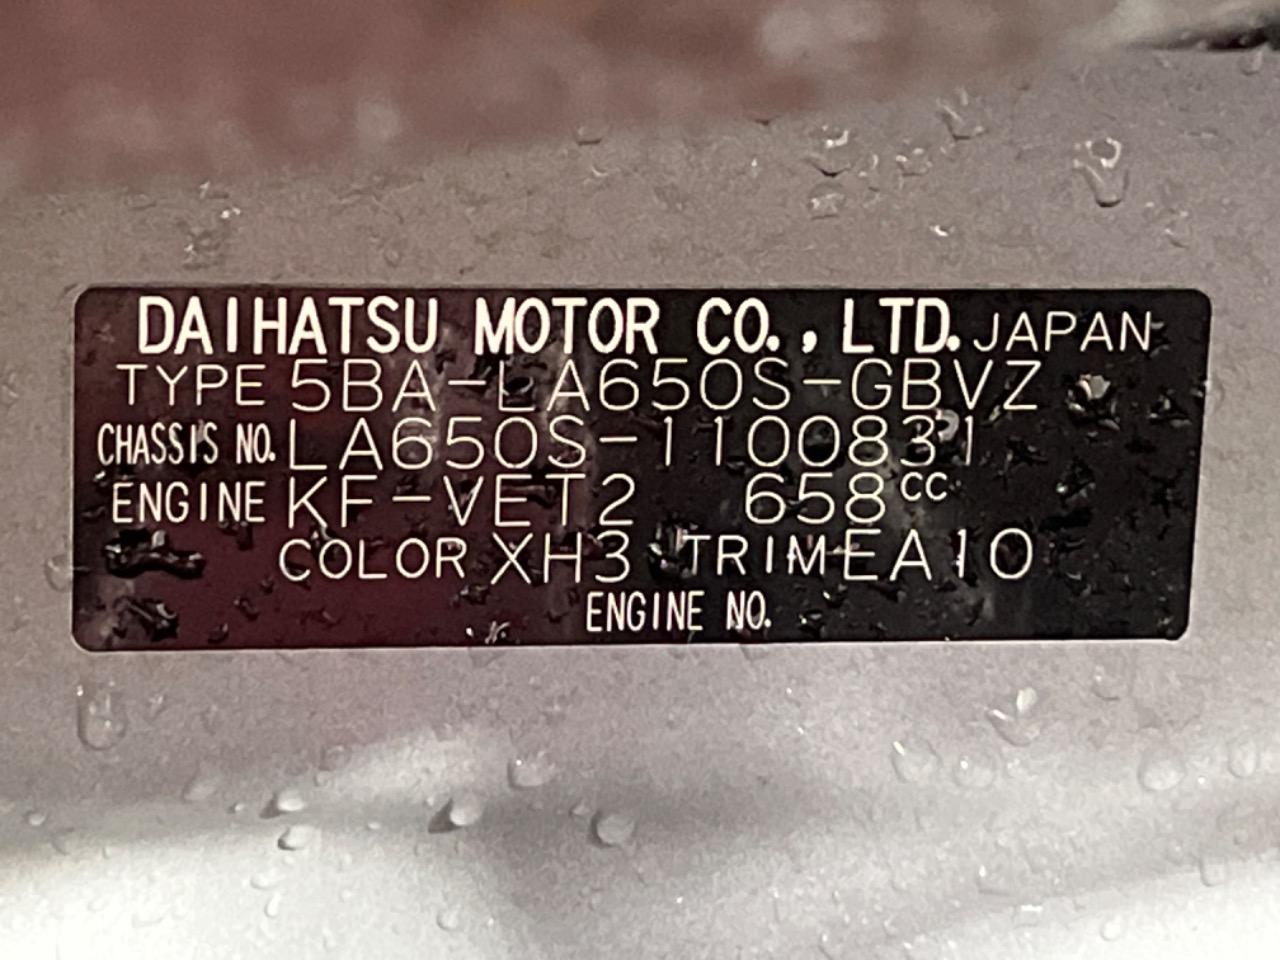 DAIHATSU MOTOR CO., LTD. JAPAN
TYPE 5BA-LA650S-GBVZ
CHASSIS NO. LA650S-1100831
ENGINE KF-VET2 658cc
COLOR XH3 TRIM EA10
ENGINE NO.